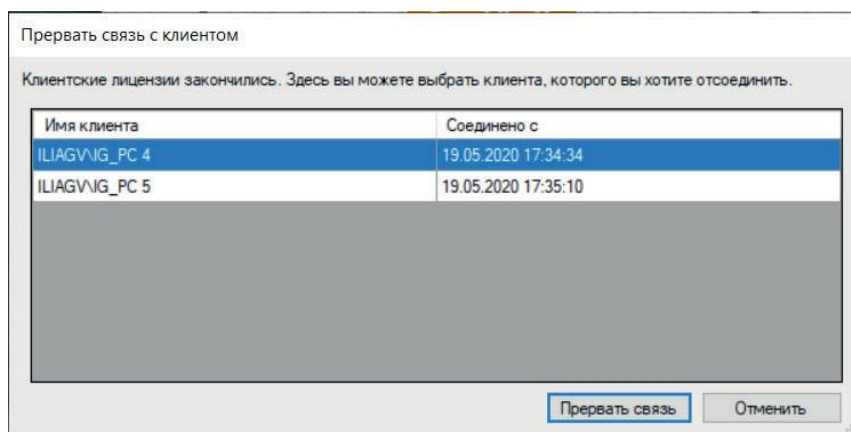 Прервать связь с клиентом
Клиентские лицензии закончились. Здесь вы можете выбрать клиента, которого вы хотите отсоединить.
Имя клиента Соединено с
ILIAGV\IG_PC 4 19.05.2020 17:34:34
ILIAGV\IG_PC 5 19.05.2020 17:35:10
Прервать связь Отменить